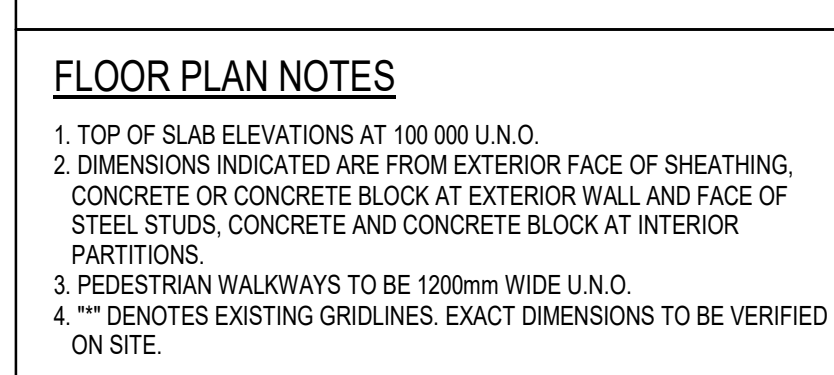 FLOOR PLAN NOTES
1. TOP OF SLAB ELEVATIONS AT 100 000 U.N.O.
2. DIMENSIONS INDICATED ARE FROM EXTERIOR FACE OF SHEATHING,
CONCRETE OR CONCRETE BLOCK AT EXTERIOR WALL AND FACE OF
STEEL STUDS, CONCRETE AND CONCRETE BLOCK AT INTERIOR
PARTITIONS.
3. PEDESTRIAN WALKWAYS TO BE 1200mm WIDE U.N.O.
4. "*" DENOTES EXISTING GRIDLINES. EXACT DIMENSIONS TO BE VERIFIED
ON SITE.